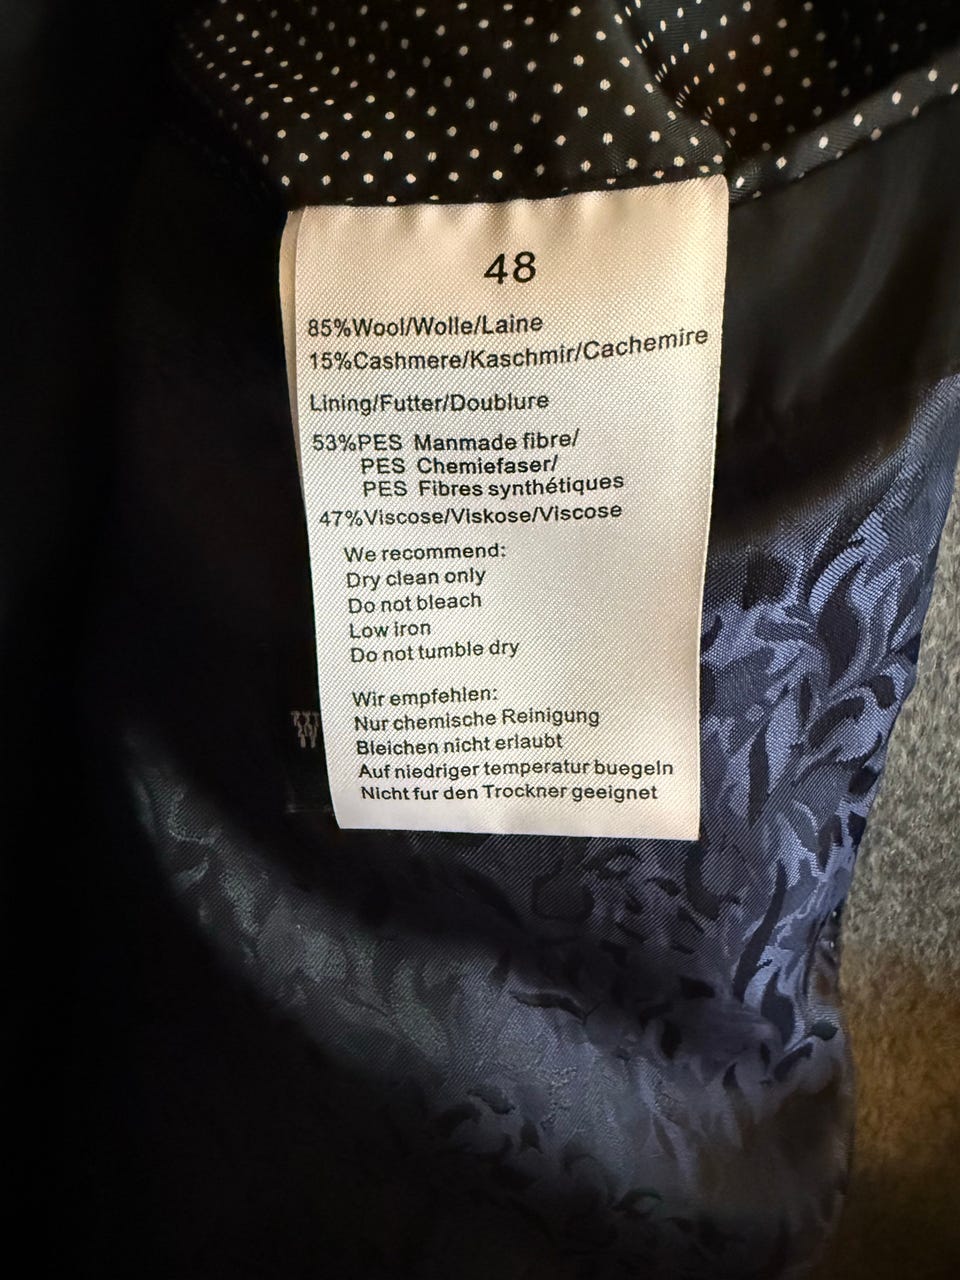 48
85%Wool/Wolle/Laine
15%Cashmere/Kaschmir/Cachemire
Lining/Futter/Doublure
53%PES Manmade fibre/
PES Chemiefaser/
PES Fibres synthétiques
47%Viscose/Viskose/Viscose
We recommend:
Dry clean only
Do not bleach
Low iron
Do not tumble dry
Wir empfehlen:
Nur chemische Reinigung
Bleichen nicht erlaubt
Auf niedriger temperatur buegeln
Nicht fur den Trockner geeignet